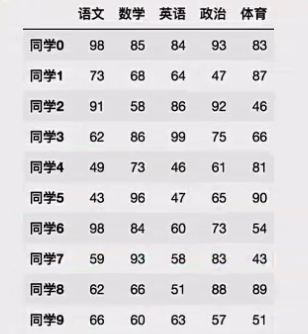 语文 数学 英语 政治 体育
同学0 98 85 84 93 83
同学1 73 68 64 47 87
同学2 91 58 86 92 46
同学3 62 86 99 75 66
同学4 49 73 46 61 81
同学5 43 96 47 65 90
同学6 98 84 60 73 54
同学7 59 93 58 83 43
同学8 62 66 51 88 89
同学9 66 60 63 57 51